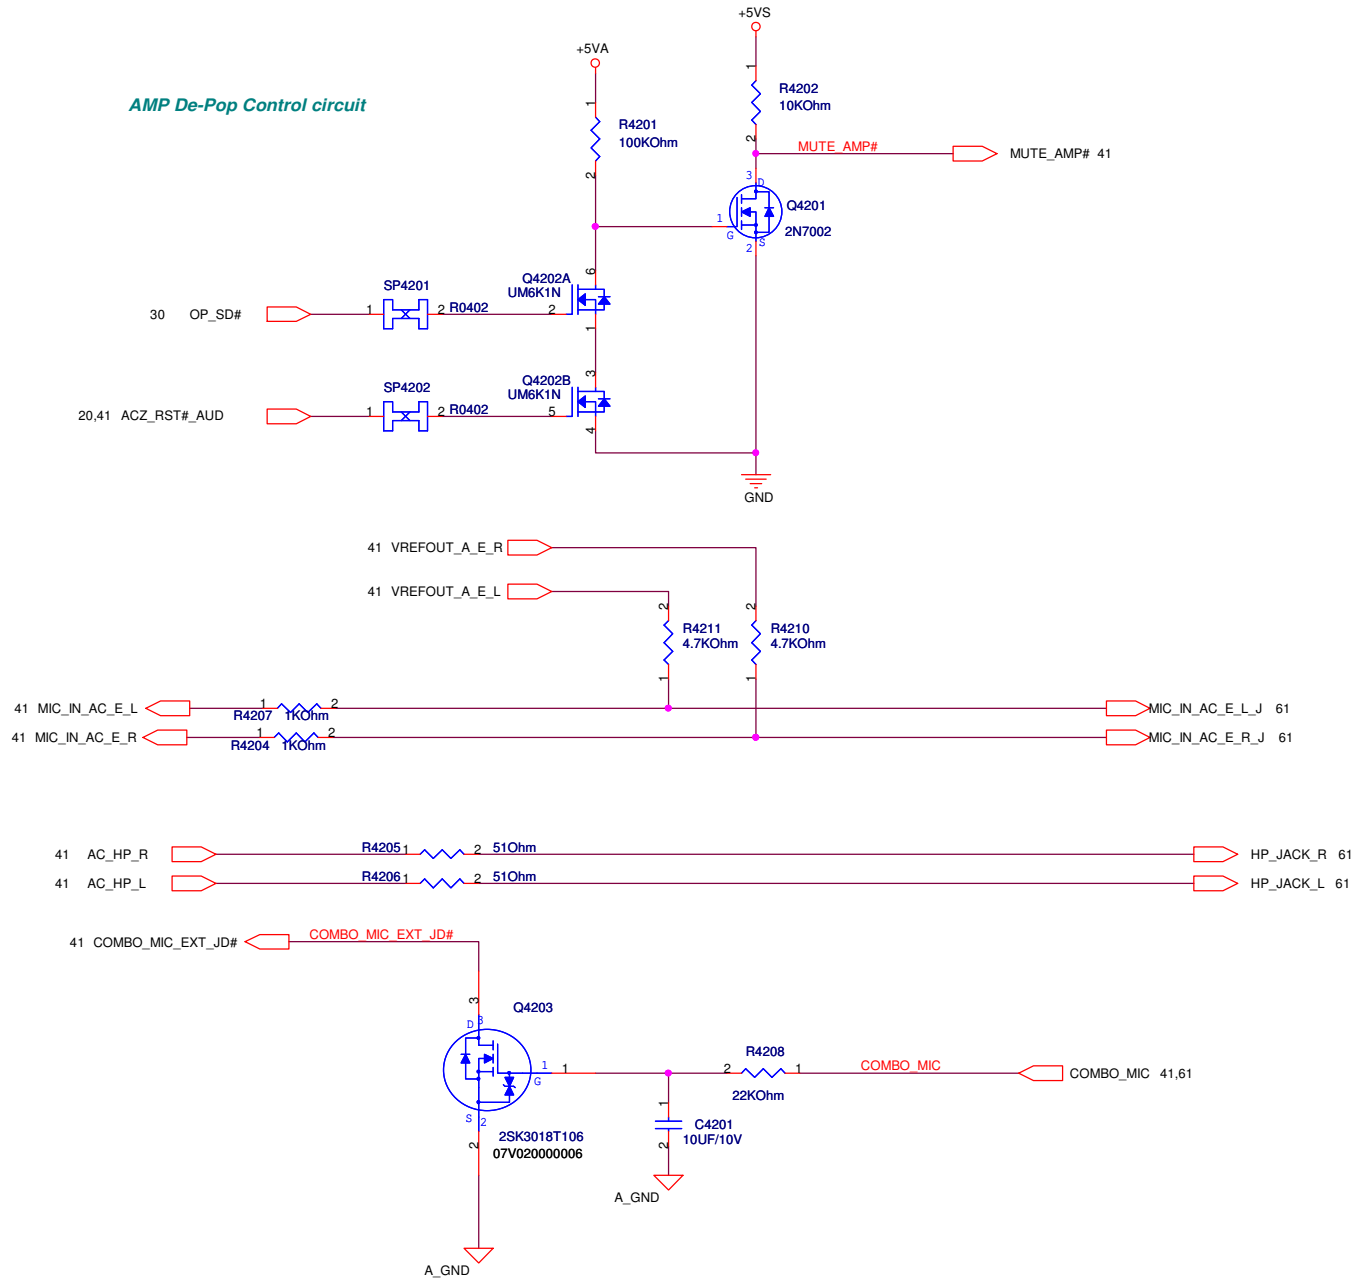 +5VS
+5VA
AMP De-Pop Control circuit
1
R4202
10KOhm
2
1
R4201
100KOhm
2
MUTE_AMP#
MUTE_AMP# 41
3 D
Q4201
1
G
2N7002
S
2
6
Q4202A
UM6K1N
SP4201
30 OP_SD#
1
2 R0402
2
1
3
Q4202B
UM6K1N
SP4202
20,41 ACZ_RST#_AUD
1
2 R0402
5
4
GND
41 VREFOUT_A_E_R
41 VREFOUT_A_E_L
2
2
R4211
4.7KOhm
R4210
4.7KOhm
1
1
41 MIC_IN_AC_E_L
1
2
R4207 1KOhm
MIC_IN_AC_E_L_J 61
41 MIC_IN_AC_E_R
1
2
R4204 1KOhm
MIC_IN_AC_E_R_J 61
41 AC_HP_R
R4205 1
2 51Ohm
HP_JACK_R 61
41 AC_HP_L
R4206 1
2 51Ohm
HP_JACK_L 61
41 COMBO_MIC_EXT_JD#
COMBO_MIC_EXT_JD#
3
Q4203
D 3
1
G
1
2
R4208
1
COMBO_MIC
COMBO_MIC 41,61
22KOhm
1
C4201
10UF/10V
2
S 2
2
2SK3018T106
07V020000006
A_GND
A_GND